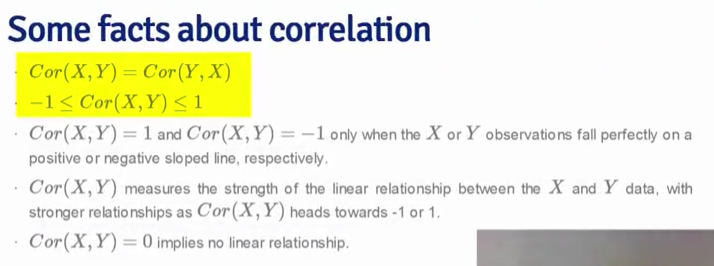 Some facts about correlation
· Cor(X, Y) = Cor(Y, X)
· −1 ≤ Cor(X, Y) ≤ 1
· Cor(X, Y) = 1 and Cor(X, Y) = −1 only when the X or Y observations fall perfectly on a
positive or negative sloped line, respectively.
· Cor(X, Y) measures the strength of the linear relationship between the X and Y data, with
stronger relationships as Cor(X, Y) heads towards -1 or 1.
· Cor(X, Y) = 0 implies no linear relationship.